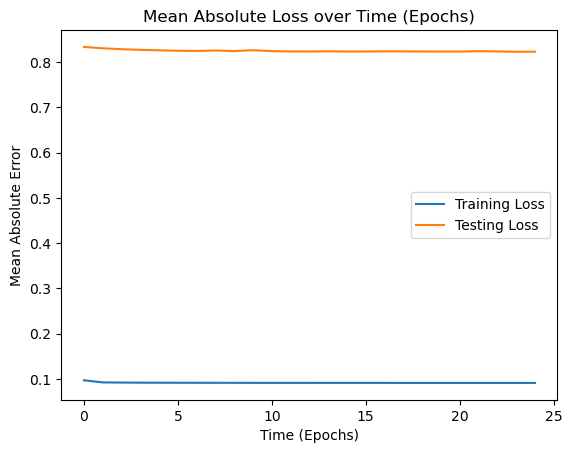 Mean Absolute Loss over Time (Epochs)
Mean Absolute Error
0.8
0.7
0.6
0.5
0.4
0.3
0.2
0.1
Training Loss
Testing Loss
0 5 10 15 20 25
Time (Epochs)